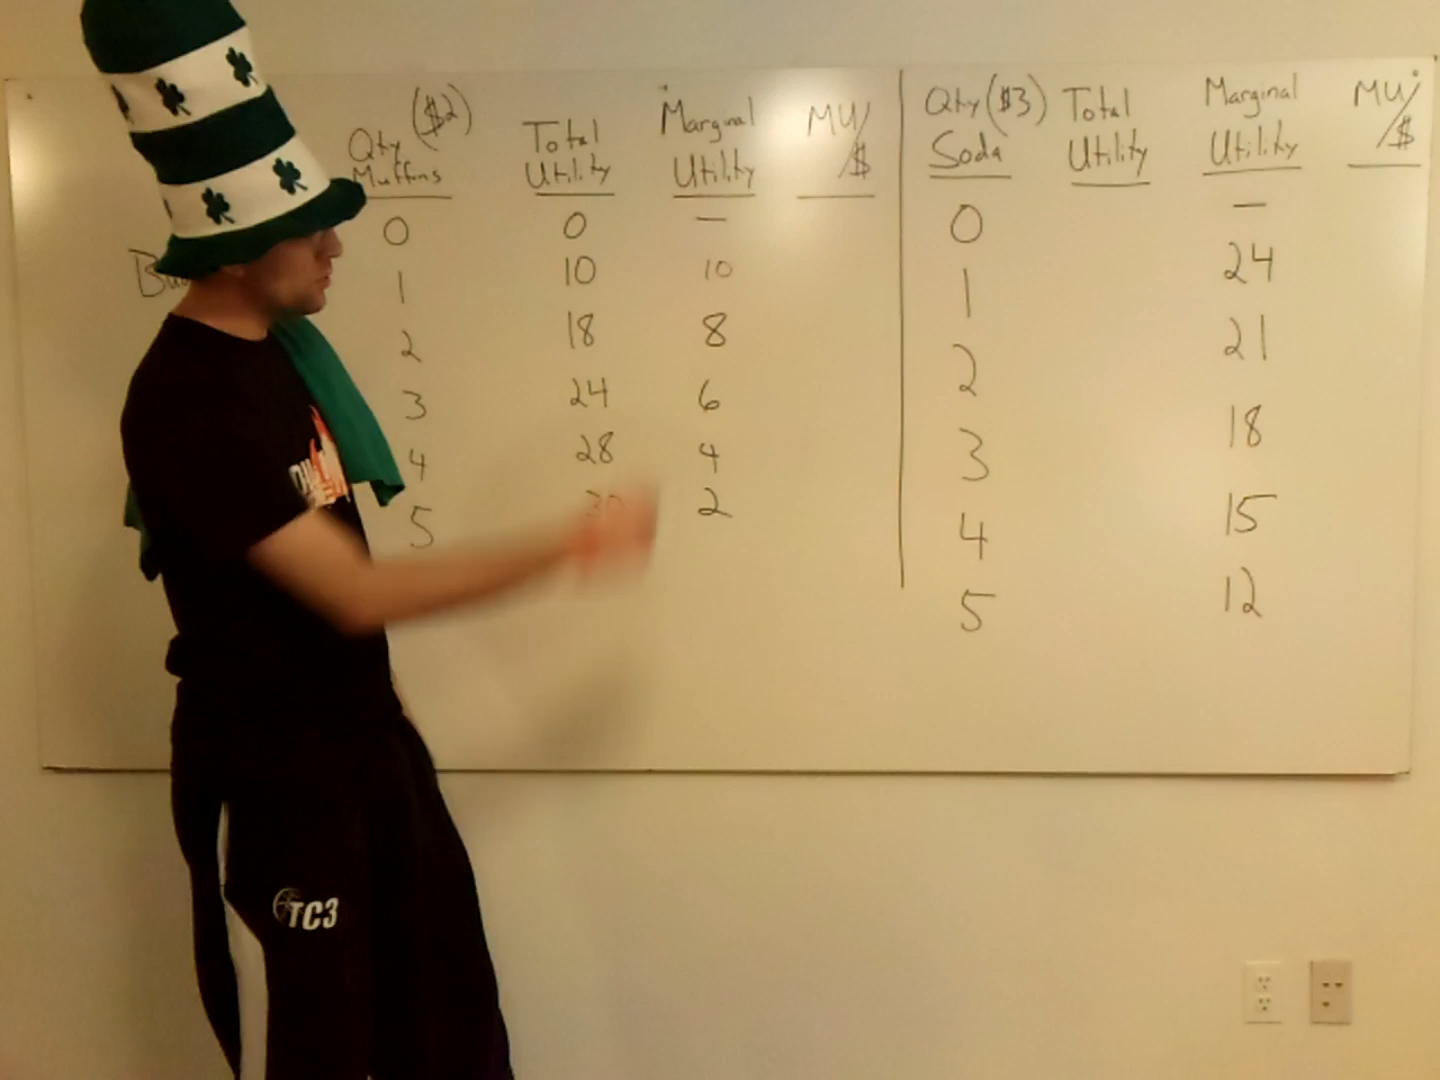 Qty ($2)
Muffins
Total
Utility
Marginal
Utility
MU/
$
0 0 —
1 10 10
2 18 8
3 24 6
4 28 4
5 30 2
Qty ($3)
Soda
Total
Utility
Marginal
Utility
MU/
$
0 —
1 24
2 21
3 18
4 15
5 12
TC3